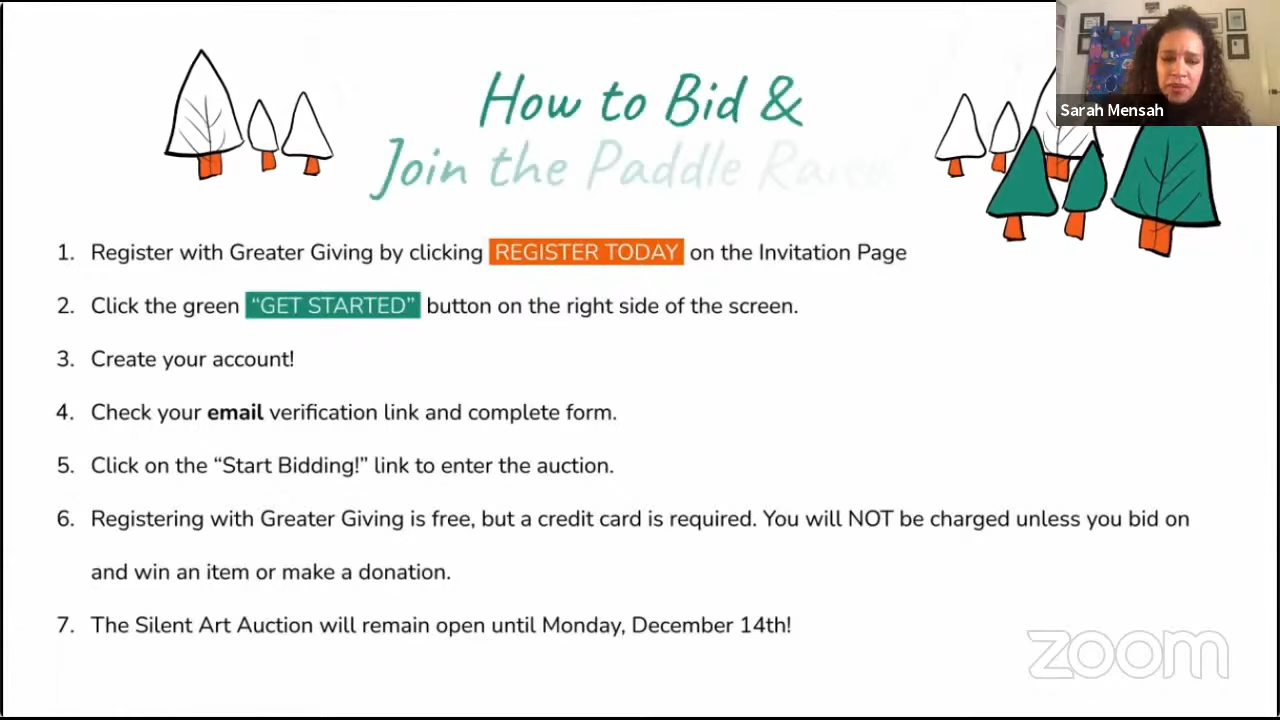 Sarah Mensah
How to Bid &
Join the Paddle Raise!
1. Register with Greater Giving by clicking REGISTER TODAY on the Invitation Page
2. Click the green “GET STARTED” button on the right side of the screen.
3. Create your account!
4. Check your email verification link and complete form.
5. Click on the “Start Bidding!” link to enter the auction.
6. Registering with Greater Giving is free, but a credit card is required. You will NOT be charged unless you bid on
and win an item or make a donation.
7. The Silent Art Auction will remain open until Monday, December 14th!
zoom